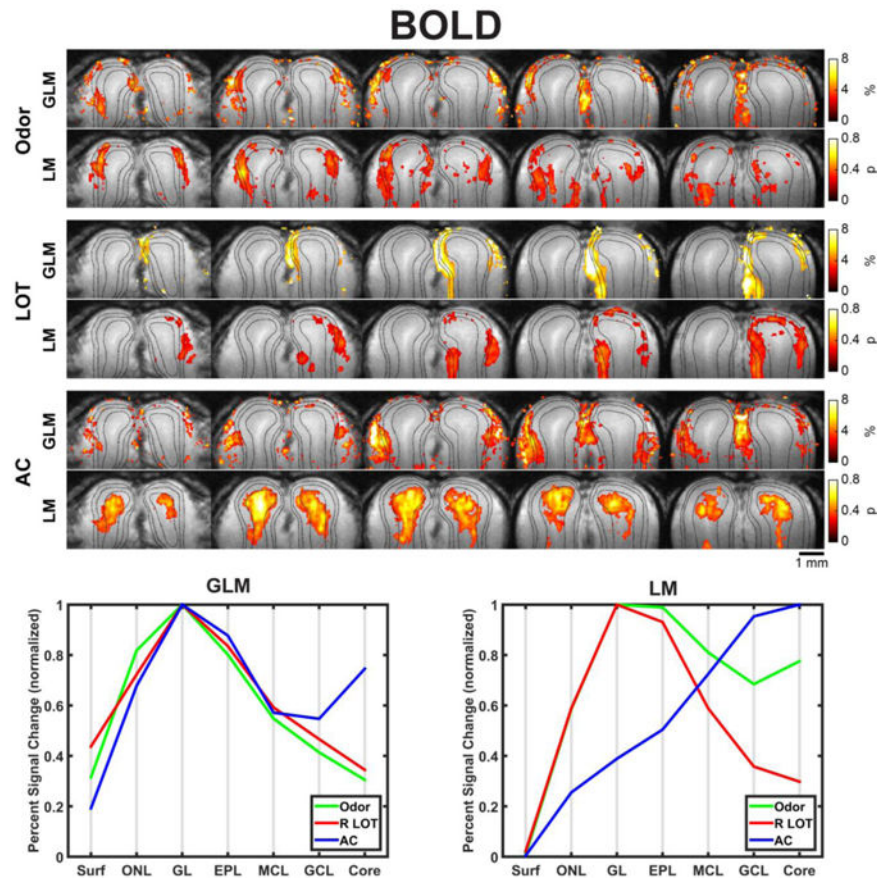 BOLD
Odor
GLM
8
4
0
%
LM
0.8
0.4
0
p
LOT
GLM
8
4
0
%
LM
0.8
0.4
0
p
AC
GLM
8
4
0
%
LM
0.8
0.4
0
p
1 mm
GLM
Percent Signal Change (normalized)
1
0.8
0.6
0.4
0.2
0
Surf ONL GL EPL MCL GCL Core
Odor
R LOT
AC
LM
Percent Signal Change (normalized)
1
0.8
0.6
0.4
0.2
0
Surf ONL GL EPL MCL GCL Core
Odor
R LOT
AC